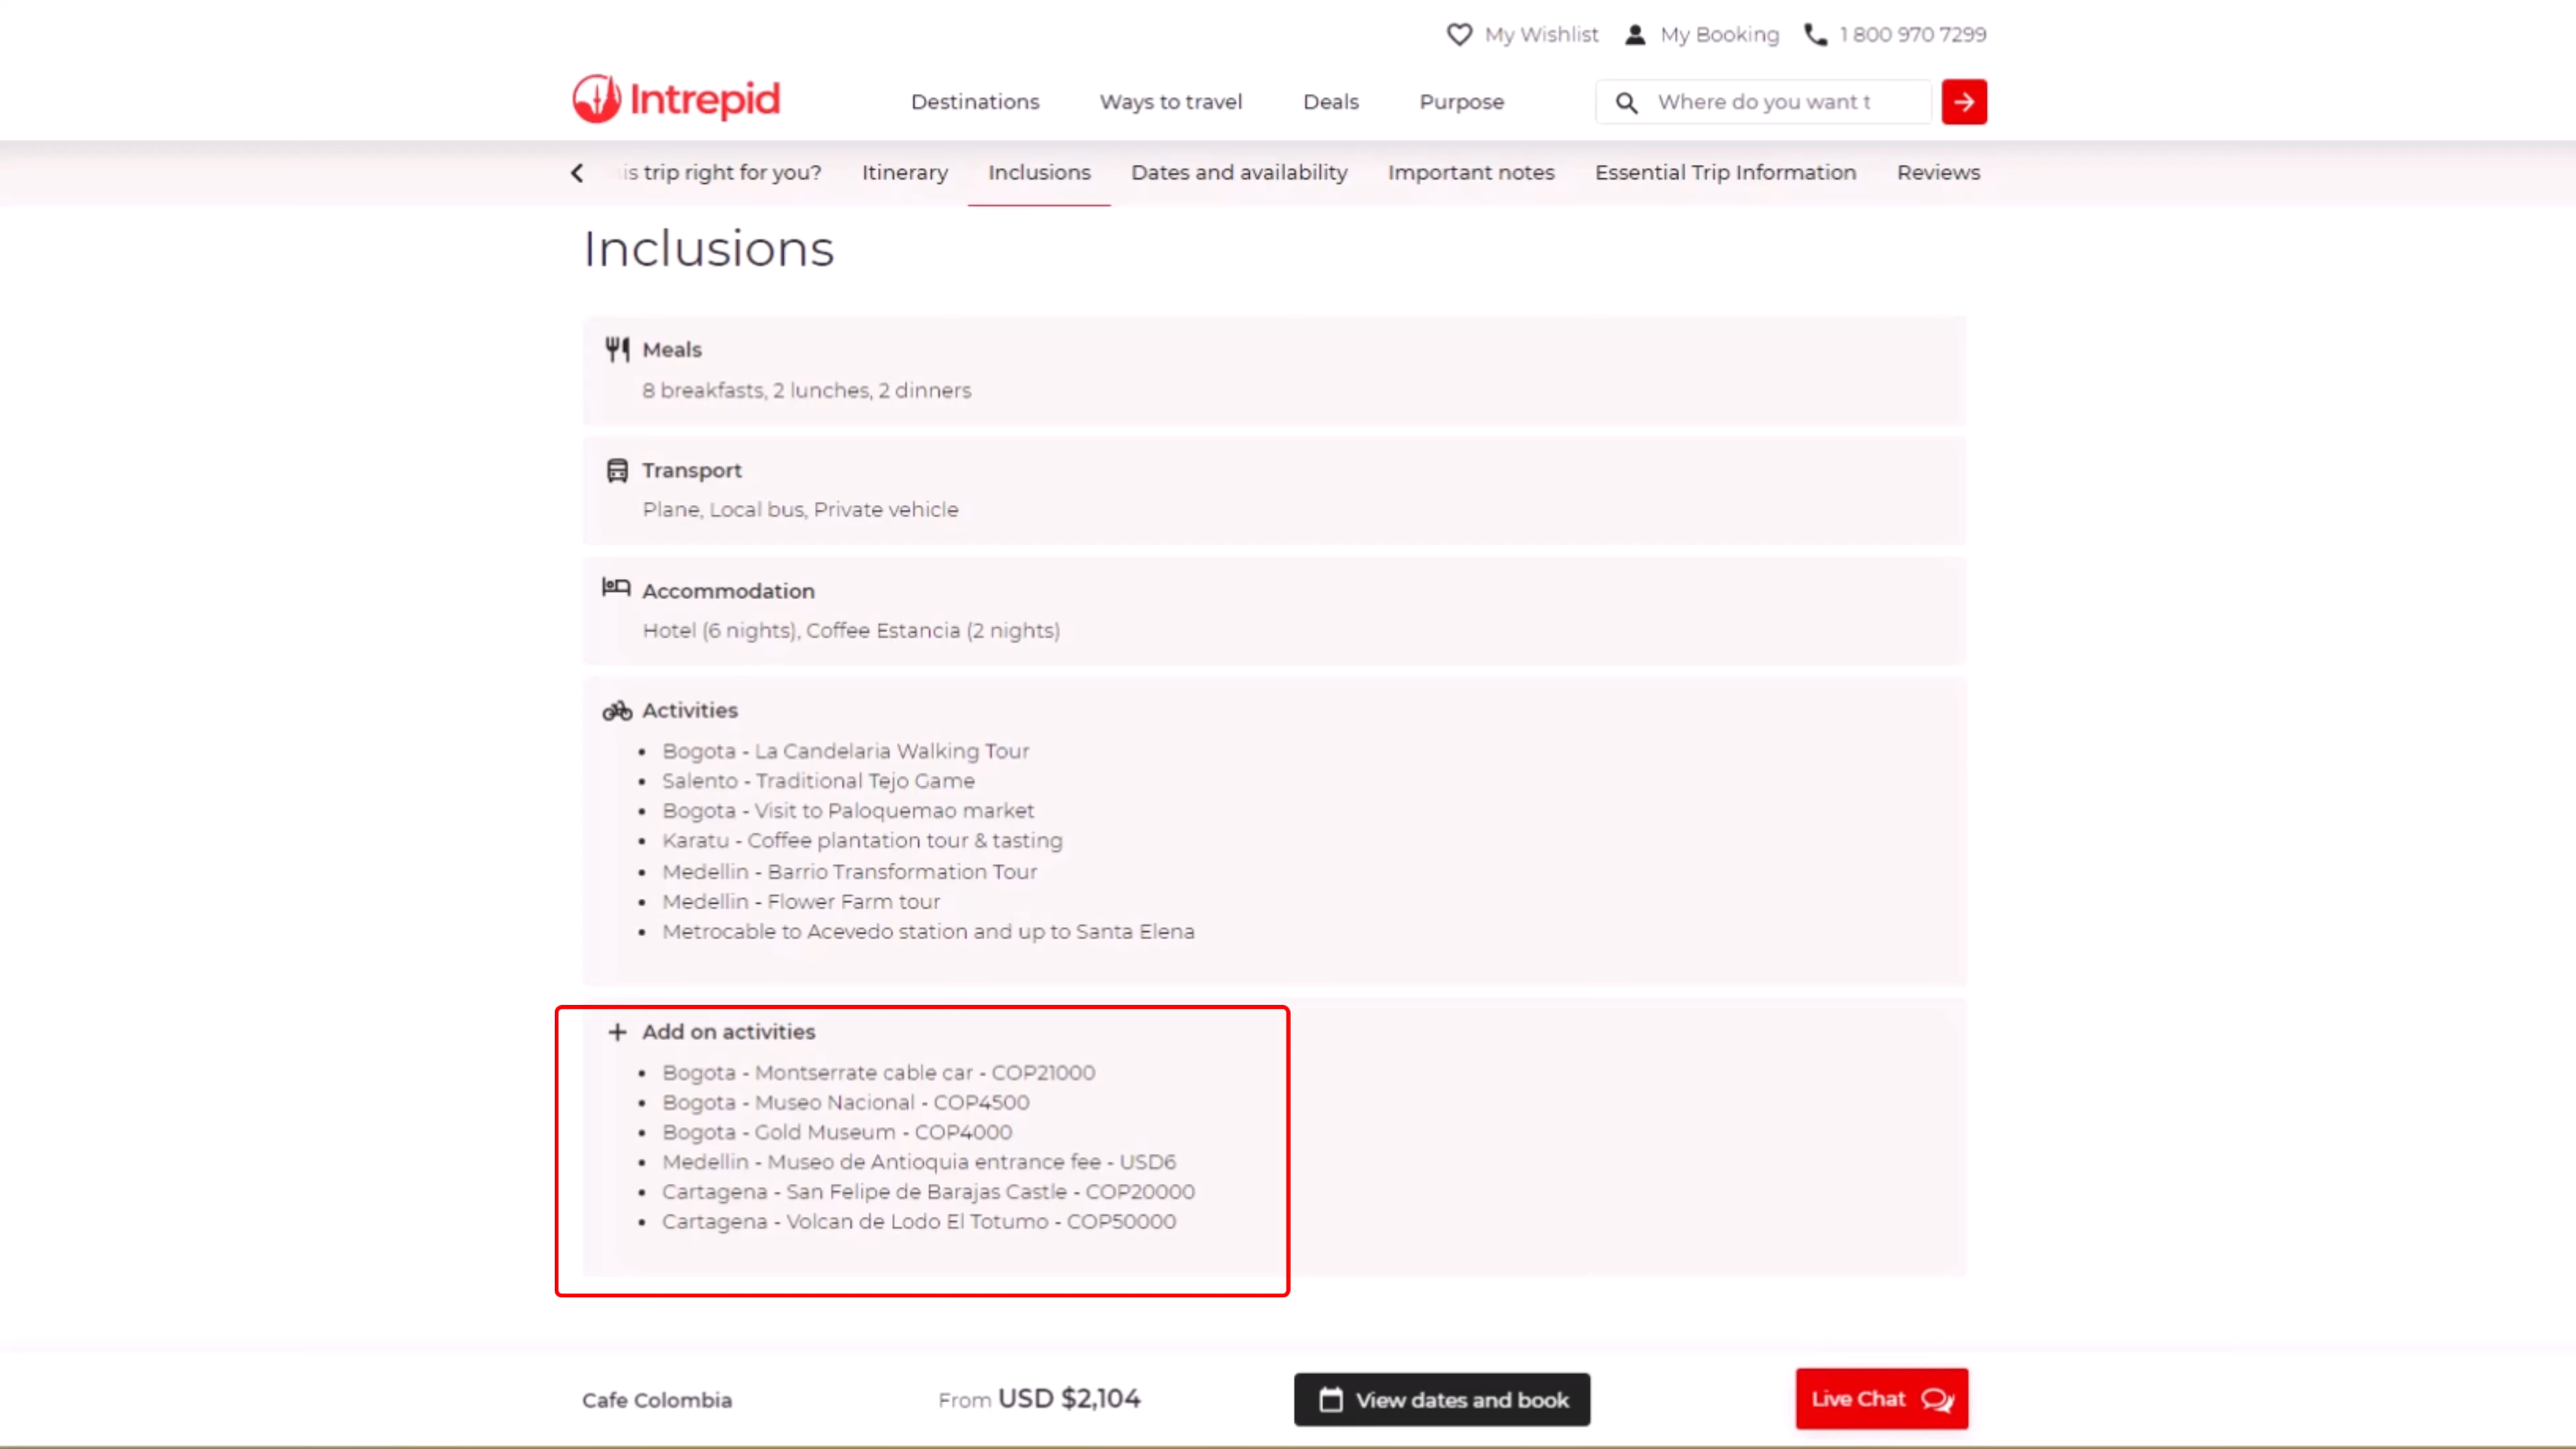 My Wishlist
My Booking
1 800 970 7299
Intrepid
Destinations
Ways to travel
Deals
Purpose
Where do you want t
is trip right for you?
Itinerary
Inclusions
Dates and availability
Important notes
Essential Trip Information
Reviews
Inclusions
Meals
8 breakfasts, 2 lunches, 2 dinners
Transport
Plane, Local bus, Private vehicle
Accommodation
Hotel (6 nights), Coffee Estancia (2 nights)
Activities
Bogota - La Candelaria Walking Tour
Salento - Traditional Tejo Game
Bogota - Visit to Paloquemao market
Karatu - Coffee plantation tour & tasting
Medellin - Barrio Transformation Tour
Medellin - Flower Farm tour
Metrocable to Acevedo station and up to Santa Elena
Add on activities
Bogota - Montserrate cable car - COP21000
Bogota - Museo Nacional - COP4500
Bogota - Gold Museum - COP4000
Medellin - Museo de Antioquia entrance fee - USD6
Cartagena - San Felipe de Barajas Castle - COP20000
Cartagena - Volcan de Lodo El Totumo - COP50000
Cafe Colombia
From USD $2,104
View dates and book
Live Chat